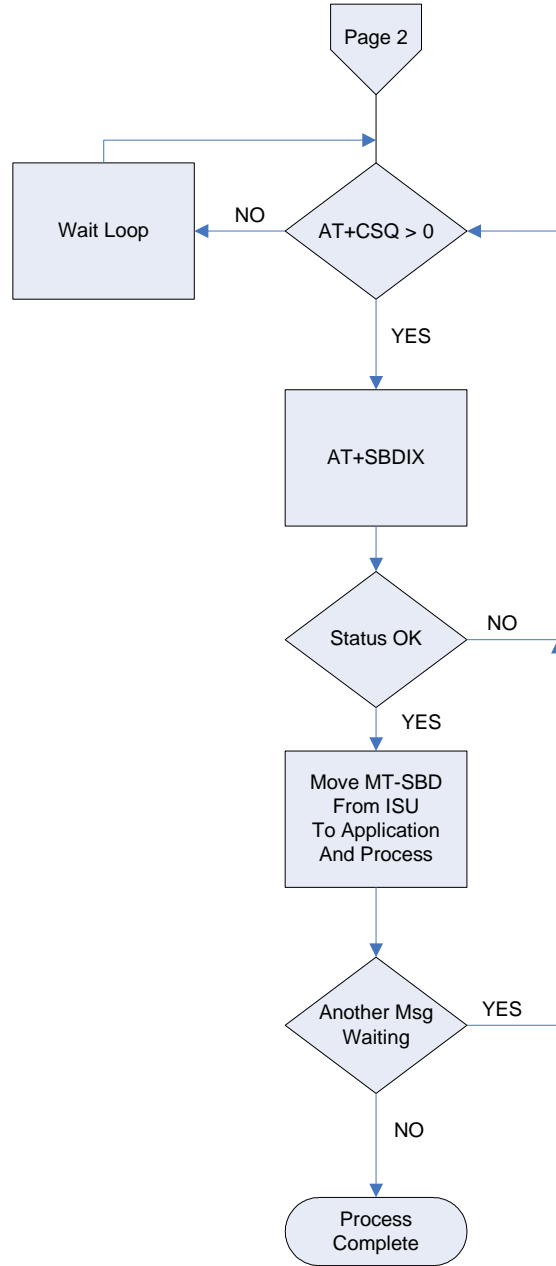 Page 2
Wait Loop
NO
AT+CSQ > 0
YES
AT+SBDIX
Status OK
NO
YES
Move MT-SBD
From ISU
To Application
And Process
Another Msg
Waiting
YES
NO
Process
Complete